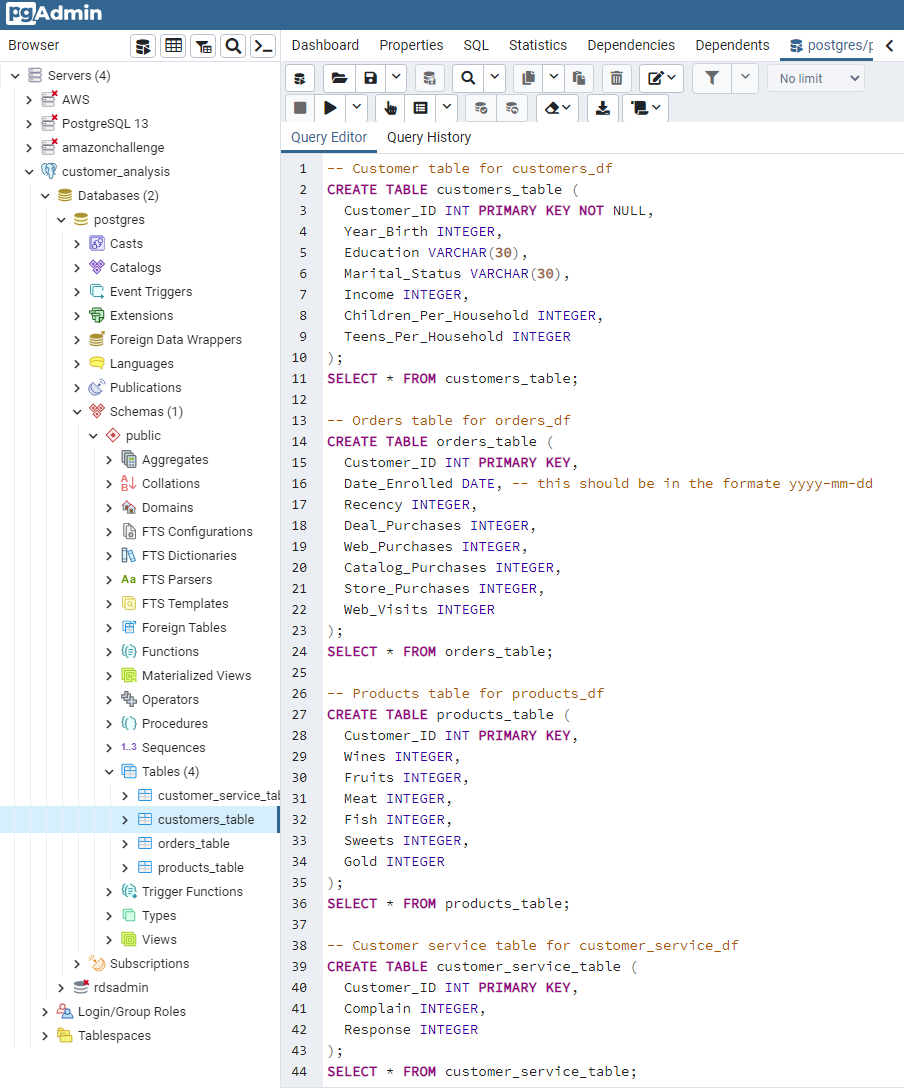 pgAdmin
Browser
Dashboard Properties SQL Statistics Dependencies Dependents postgres/p
No limit
Query Editor Query History
Servers (4)
AWS
PostgreSQL 13
amazonchallenge
customer_analysis
Databases (2)
postgres
Casts
Catalogs
Event Triggers
Extensions
Foreign Data Wrappers
Languages
Publications
Schemas (1)
public
Aggregates
Collations
Domains
FTS Configurations
FTS Dictionaries
Aa FTS Parsers
FTS Templates
Foreign Tables
Functions
Materialized Views
Operators
Procedures
1..3 Sequences
Tables (4)
customer_service_tal
customers_table
orders_table
products_table
Trigger Functions
Types
Views
Subscriptions
rdsadmin
Login/Group Roles
Tablespaces
1 -- Customer table for customers_df
2 CREATE TABLE customers_table (
3 Customer_ID INT PRIMARY KEY NOT NULL,
4 Year_Birth INTEGER,
5 Education VARCHAR(30),
6 Marital_Status VARCHAR(30),
7 Income INTEGER,
8 Children_Per_Household INTEGER,
9 Teens_Per_Household INTEGER
10 );
11 SELECT * FROM customers_table;
12
13 -- Orders table for orders_df
14 CREATE TABLE orders_table (
15 Customer_ID INT PRIMARY KEY,
16 Date_Enrolled DATE, -- this should be in the formate yyyy-mm-dd
17 Recency INTEGER,
18 Deal_Purchases INTEGER,
19 Web_Purchases INTEGER,
20 Catalog_Purchases INTEGER,
21 Store_Purchases INTEGER,
22 Web_Visits INTEGER
23 );
24 SELECT * FROM orders_table;
25
26 -- Products table for products_df
27 CREATE TABLE products_table (
28 Customer_ID INT PRIMARY KEY,
29 Wines INTEGER,
30 Fruits INTEGER,
31 Meat INTEGER,
32 Fish INTEGER,
33 Sweets INTEGER,
34 Gold INTEGER
35 );
36 SELECT * FROM products_table;
37
38 -- Customer service table for customer_service_df
39 CREATE TABLE customer_service_table (
40 Customer_ID INT PRIMARY KEY,
41 Complain INTEGER,
42 Response INTEGER
43 );
44 SELECT * FROM customer_service_table;